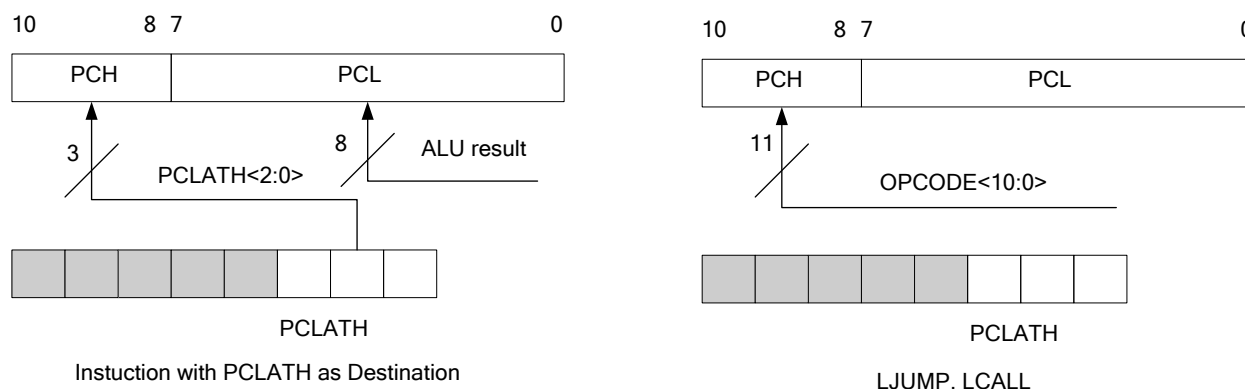 10 8 7 0
PCH PCL
3
8
ALU result
PCLATH<2:0>
PCLATH
Instuction with PCLATH as Destination
10 8 7 0
PCH PCL
11
OPCODE<10:0>
PCLATH
LJUMP, LCALL